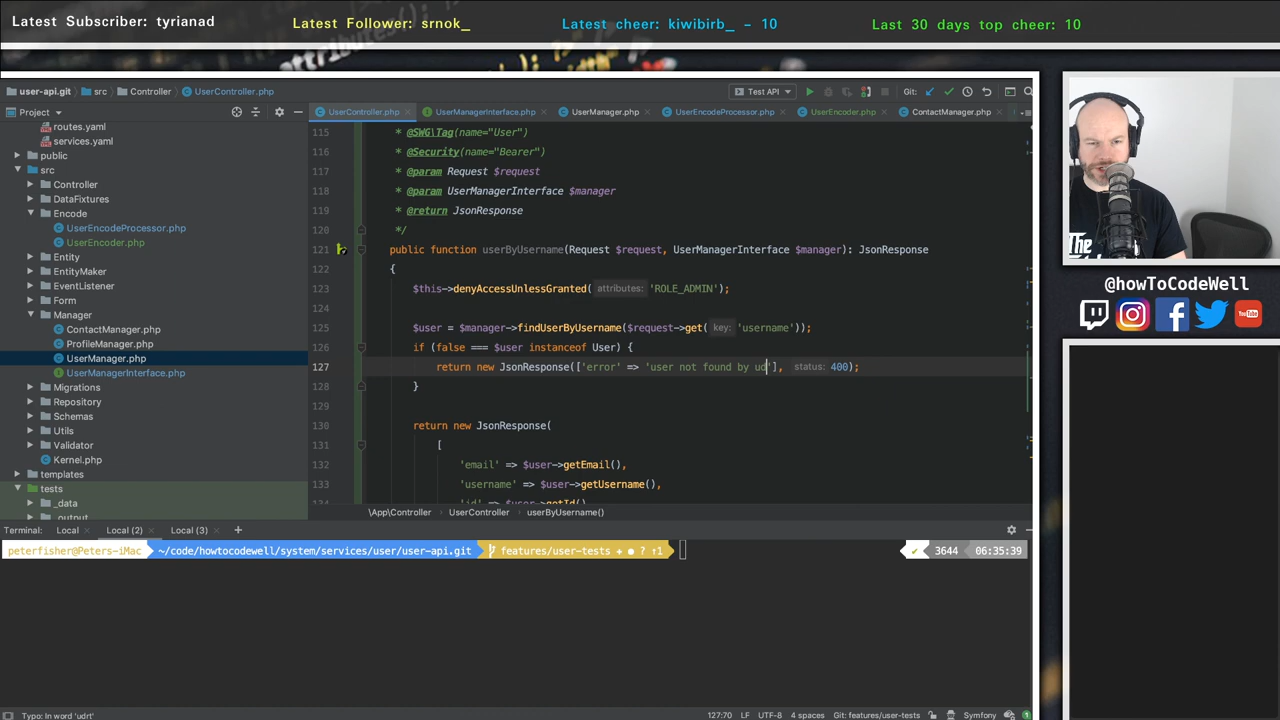 Latest Subscriber: tyrianad
Latest Follower: srnok_
Latest cheer: kiwibirb_ - 10
Last 30 days top cheer: 10
user-api.git src Controller UserController.php
Test API
Git:
Project
UserController.php UserManagerInterface.php UserManager.php UserEncodeProcessor.php UserEncoder.php ContactManager.php
routes.yaml
services.yaml
public
src
Controller
DataFixtures
Encode
UserEncodeProcessor.php
UserEncoder.php
Entity
EntityMaker
EventListener
Form
Manager
ContactManager.php
ProfileManager.php
UserManager.php
UserManagerInterface.php
Migrations
Repository
Schemas
Utils
Validator
Kernel.php
templates
tests
_data
_output
115 * @SWG\Tag(name="User")
116 * @Security(name="Bearer")
117 * @param Request $request
118 * @param UserManagerInterface $manager
119 * @return JsonResponse
120 */
121 public function userByUsername(Request $request, UserManagerInterface $manager): JsonResponse
122 {
123 $this->denyAccessUnlessGranted( attributes: 'ROLE_ADMIN');
124
125 $user = $manager->findUserByUsername($request->get( key: 'username'));
126 if (false === $user instanceof User) {
127 return new JsonResponse(['error' => 'user not found by ud'], status: 400);
128 }
129
130 return new JsonResponse(
131 [
132 'email' => $user->getEmail(),
133 'username' => $user->getUsername(),
134 'id' => $user->getId()
\App\Controller UserController userByUsername()
Terminal: Local Local (2) Local (3) +
peterfisher@Peters-iMac ~/code/howtocodewell/system/services/user/user-api.git features/user-tests + ● ? ↑1
✔ 3644 06:35:39
Typo: In word 'udrt'
127:70 LF UTF-8 4 spaces Git: features/user-tests Symfony
The
@howToCodeWell
You Tube